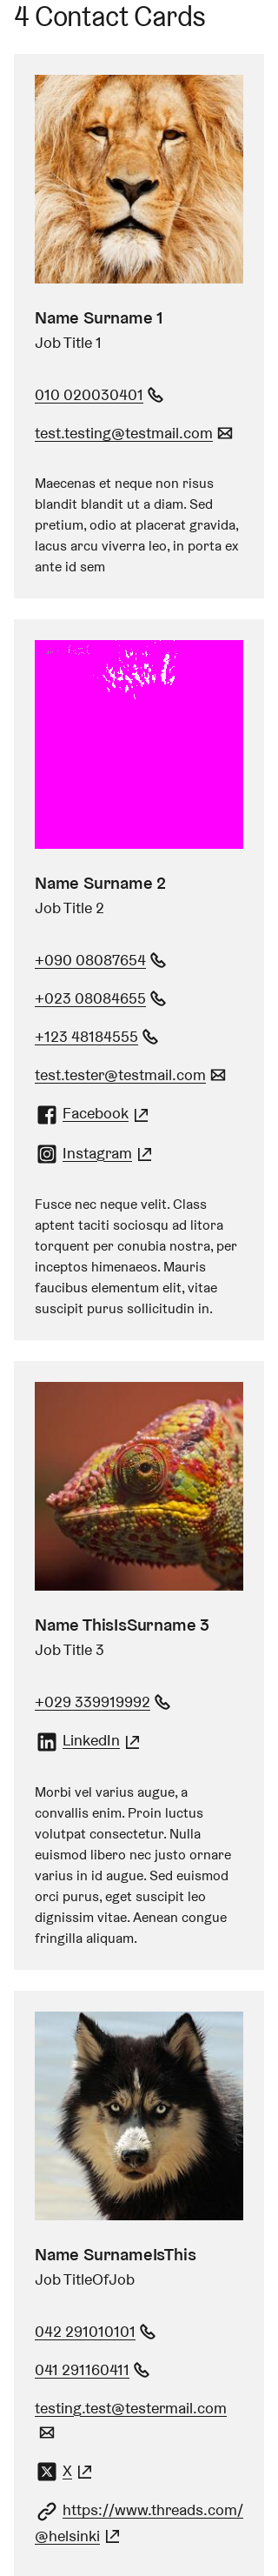 4 Contact Cards
Name Surname 1
Job Title 1
010 020030401
test.testing@testmail.com
Maecenas et neque non risus
blandit blandit ut a diam. Sed
pretium, odio at placerat gravida,
lacus arcu viverra leo, in porta ex
ante id sem
Name Surname 2
Job Title 2
+090 08087654
+023 08084655
+123 48184555
test.tester@testmail.com
Facebook
Instagram
Fusce nec neque velit. Class
aptent taciti sociosqu ad litora
torquent per conubia nostra, per
inceptos himenaeos. Mauris
faucibus elementum elit, vitae
suscipit purus sollicitudin in.
Name ThisIsSurname 3
Job Title 3
+029 339919992
LinkedIn
Morbi vel varius augue, a
convallis enim. Proin luctus
volutpat consectetur. Nulla
euismod libero nec justo ornare
varius in id augue. Sed euismod
orci purus, eget suscipit leo
dignissim vitae. Aenean congue
fringilla aliquam.
Name SurnameIsThis
Job TitleOfJob
042 291010101
041 291160411
testing.test@testermail.com
X
https://www.threads.com/
@helsinki